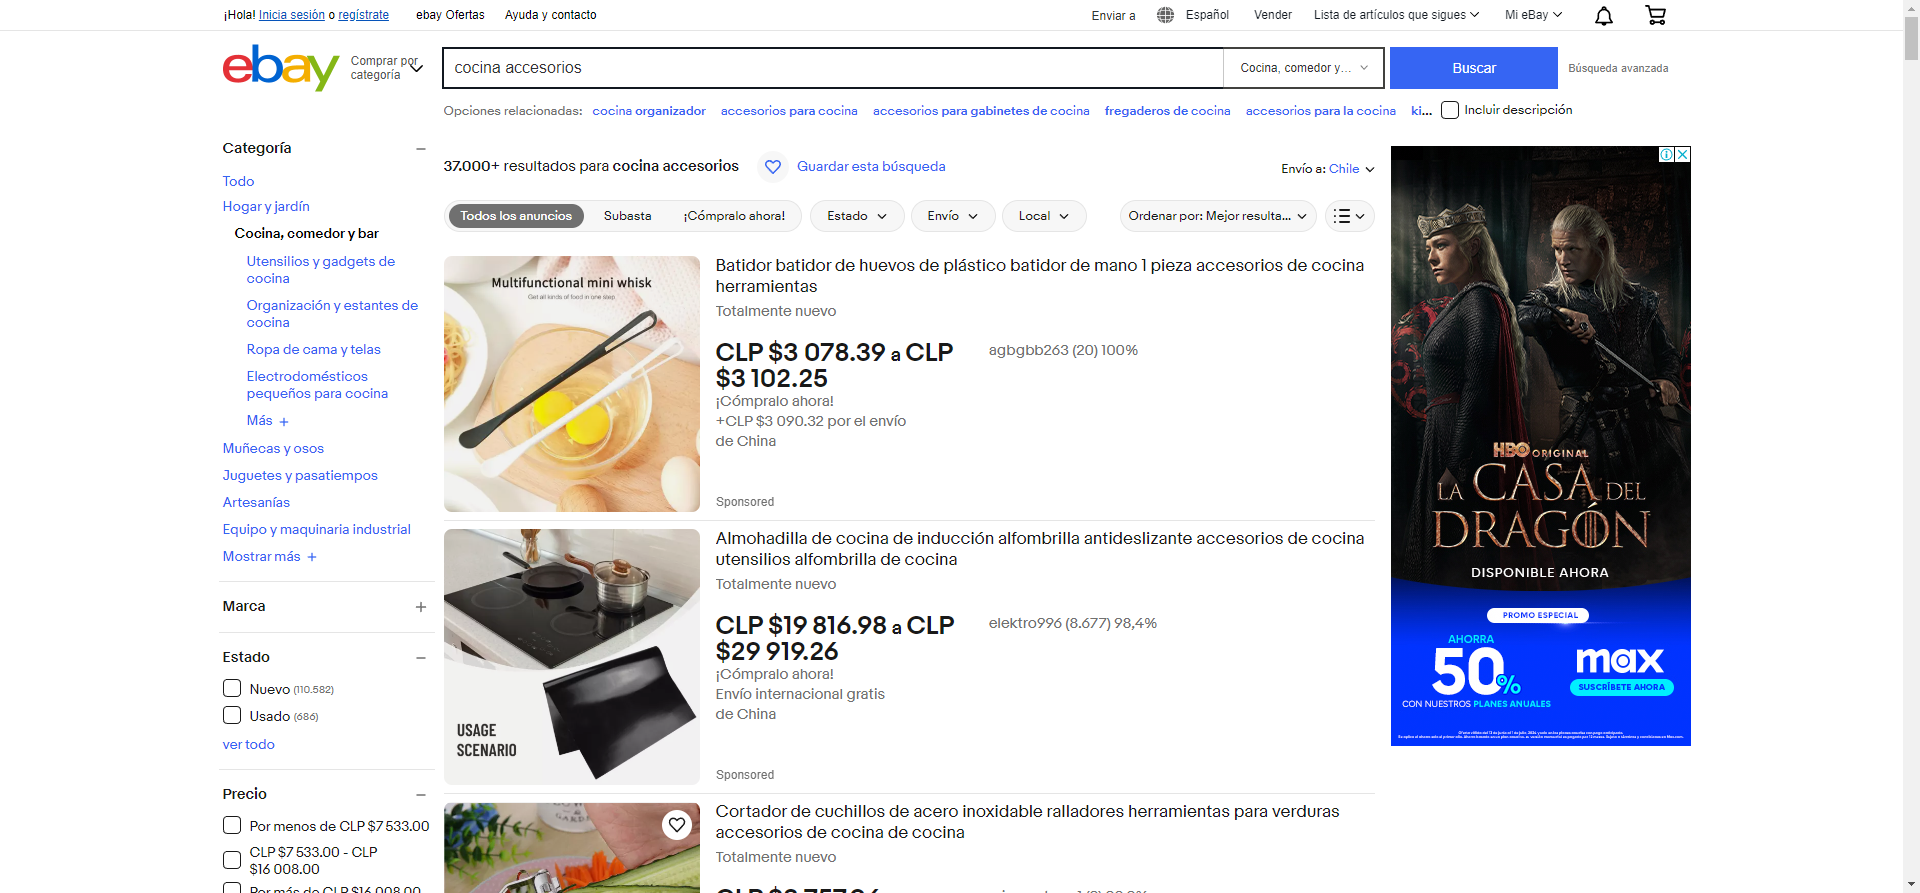 ¡Hola! Inicia sesión o regístrate
ebay Ofertas
Ayuda y contacto
Enviar a
Español
Vender
Lista de artículos que sigues
Mi eBay
ebay
Comprar por
categoría
cocina accesorios
Cocina, comedor y...
Buscar
Búsqueda avanzada
Opciones relacionadas:
cocina organizador
accesorios para cocina
accesorios para gabinetes de cocina
fregaderos de cocina
accesorios para la cocina
ki...
Incluir descripción
Categoría
Todo
Hogar y jardín
Cocina, comedor y bar
Utensilios y gadgets de
cocina
Organización y estantes de
cocina
Ropa de cama y telas
Electrodomésticos
pequeños para cocina
Más +
Muñecas y osos
Juguetes y pasatiempos
Artesanías
Equipo y maquinaria industrial
Mostrar más +
Marca
Estado
Nuevo (110.582)
Usado (686)
ver todo
Precio
Por menos de CLP $7 533.00
CLP $7 533.00 - CLP
$16 008.00
Por más de CLP $16 008.00
37.000+ resultados para cocina accesorios
Guardar esta búsqueda
Envío a: Chile
Todos los anuncios
Subasta
¡Cómpralo ahora!
Estado
Envío
Local
Ordenar por: Mejor resulta...
Multifunctional mini whisk
Get all kinds of food in one step
Batidor batidor de huevos de plástico batidor de mano 1 pieza accesorios de cocina
herramientas
Totalmente nuevo
CLP $3 078.39 a CLP
$3 102.25
agbgbb263 (20) 100%
¡Cómpralo ahora!
+CLP $3 090.32 por el envío
de China
Sponsored
USAGE
SCENARIO
Almohadilla de cocina de inducción alfombrilla antideslizante accesorios de cocina
utensilios alfombrilla de cocina
Totalmente nuevo
CLP $19 816.98 a CLP
$29 919.26
elektro996 (8.677) 98,4%
¡Cómpralo ahora!
Envío internacional gratis
de China
Sponsored
Cortador de cuchillos de acero inoxidable ralladores herramientas para verduras
accesorios de cocina de cocina
Totalmente nuevo
HBO ORIGINAL
LA CASA DEL
DRAGÓN
DISPONIBLE AHORA
PROMO ESPECIAL
AHORRA
50%
CON NUESTROS PLANES ANUALES
max
SUSCRÍBETE AHORA